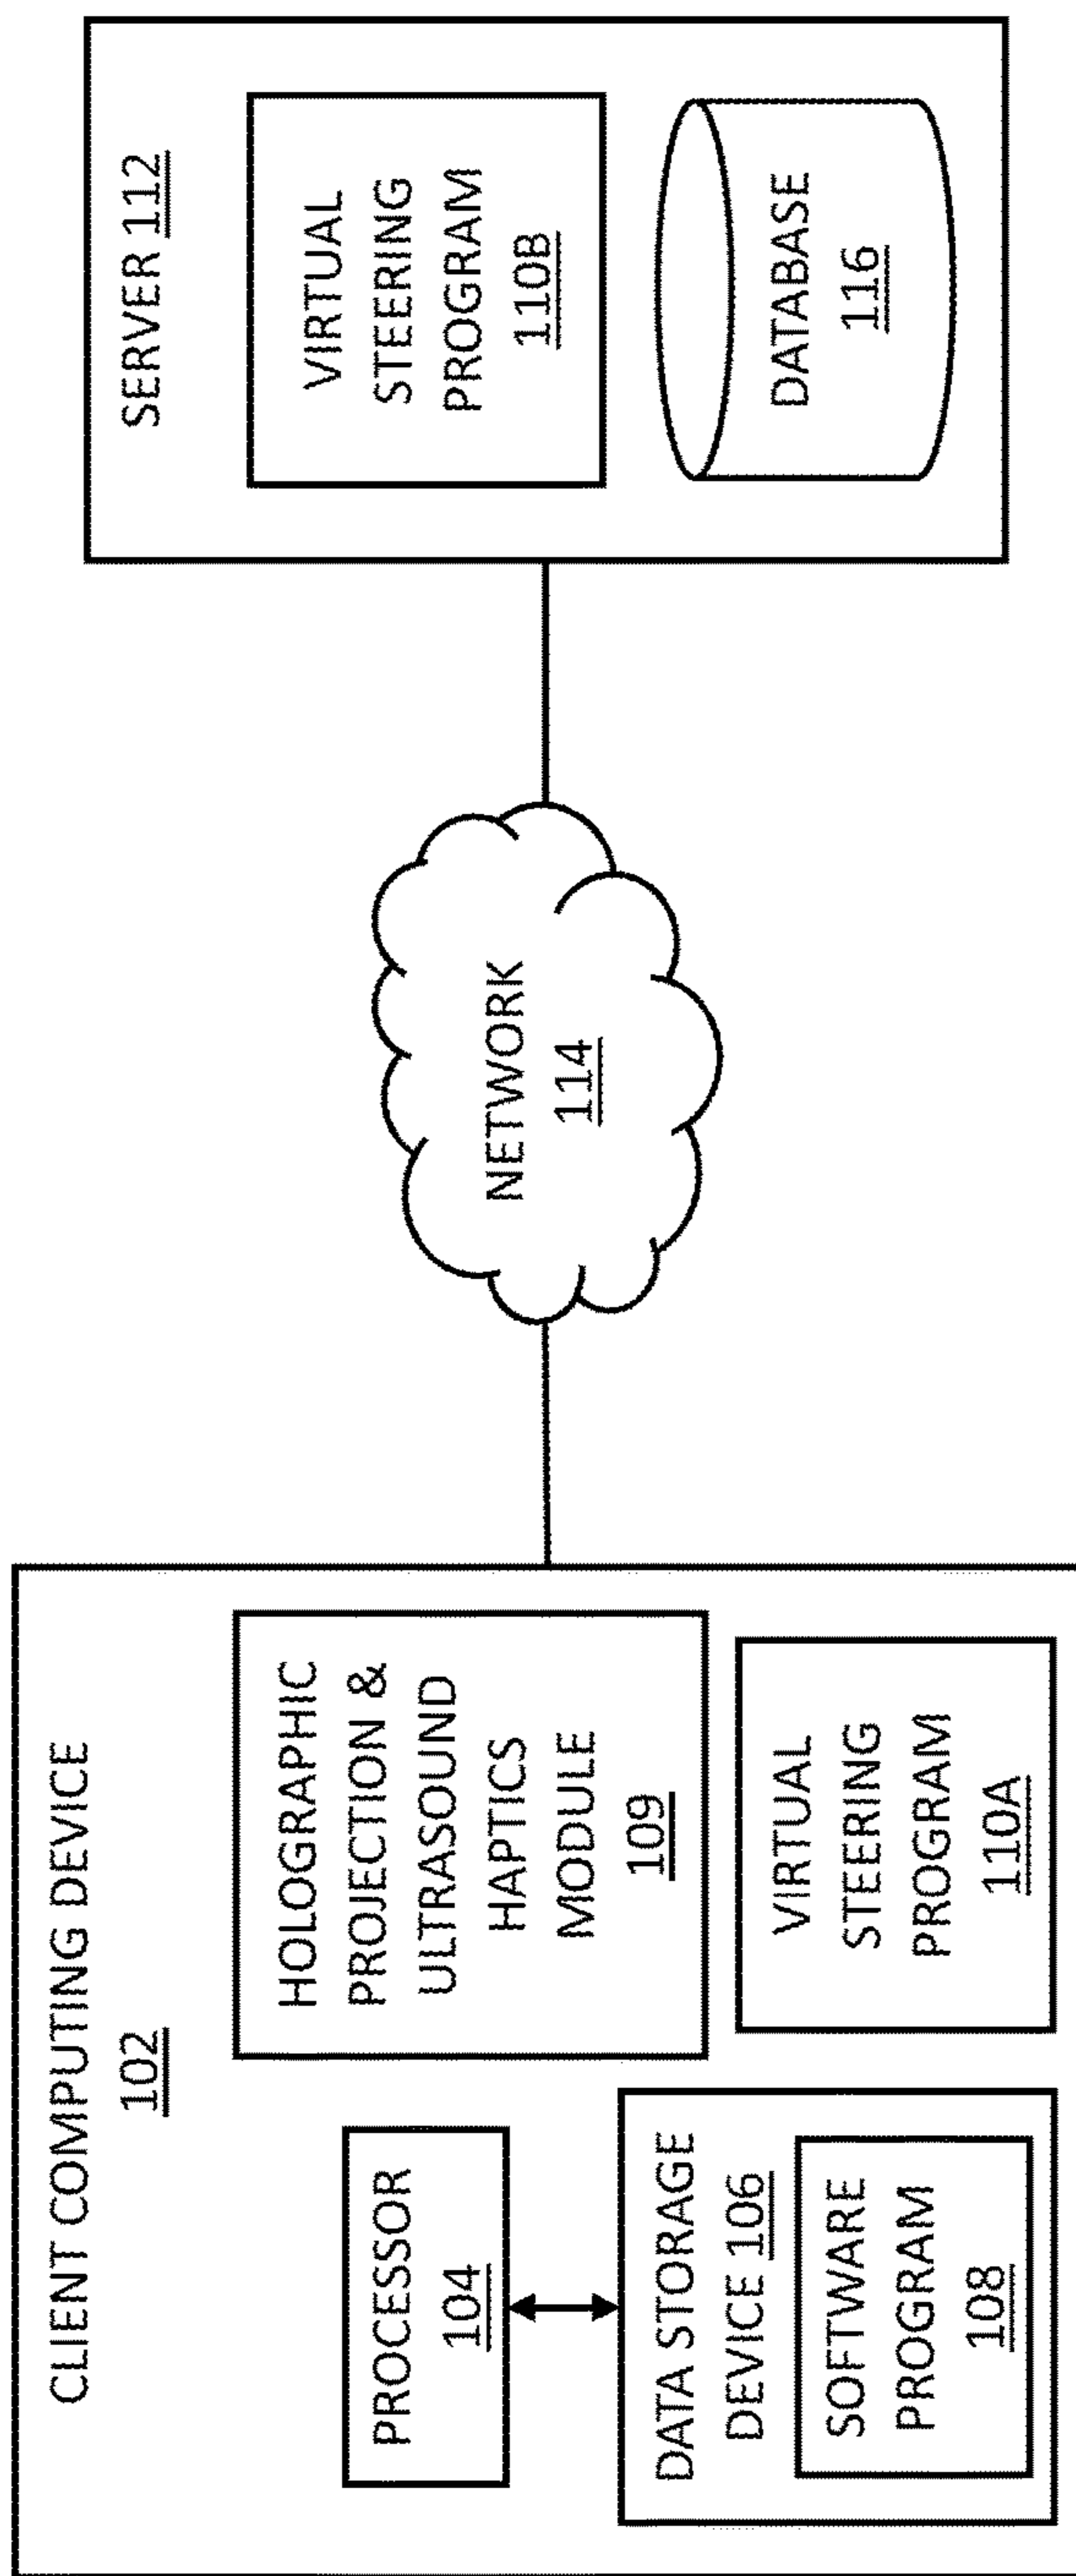 CLIENT COMPUTING DEVICE
102
PROCESSOR
104
DATA STORAGE
DEVICE 106
SOFTWARE
PROGRAM
108
HOLOGRAPHIC
PROJECTION &
ULTRASOUND
HAPTICS
MODULE
109
VIRTUAL
STEERING
PROGRAM
110A
NETWORK
114
SERVER 112
VIRTUAL
STEERING
PROGRAM
110B
DATABASE
116